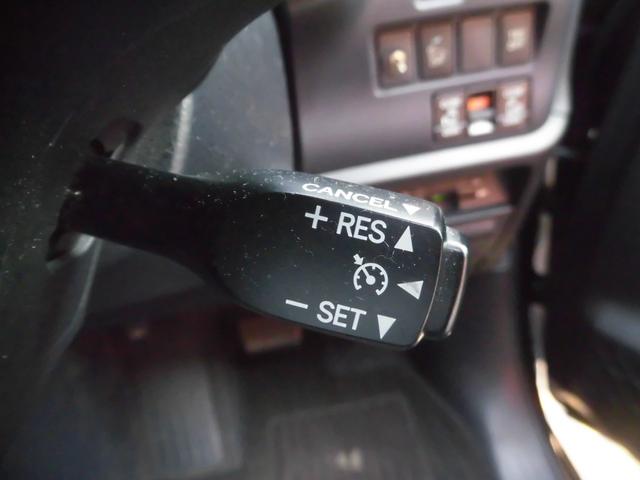 CANCEL ▼
+ RES ▲
◀
− SET ▼